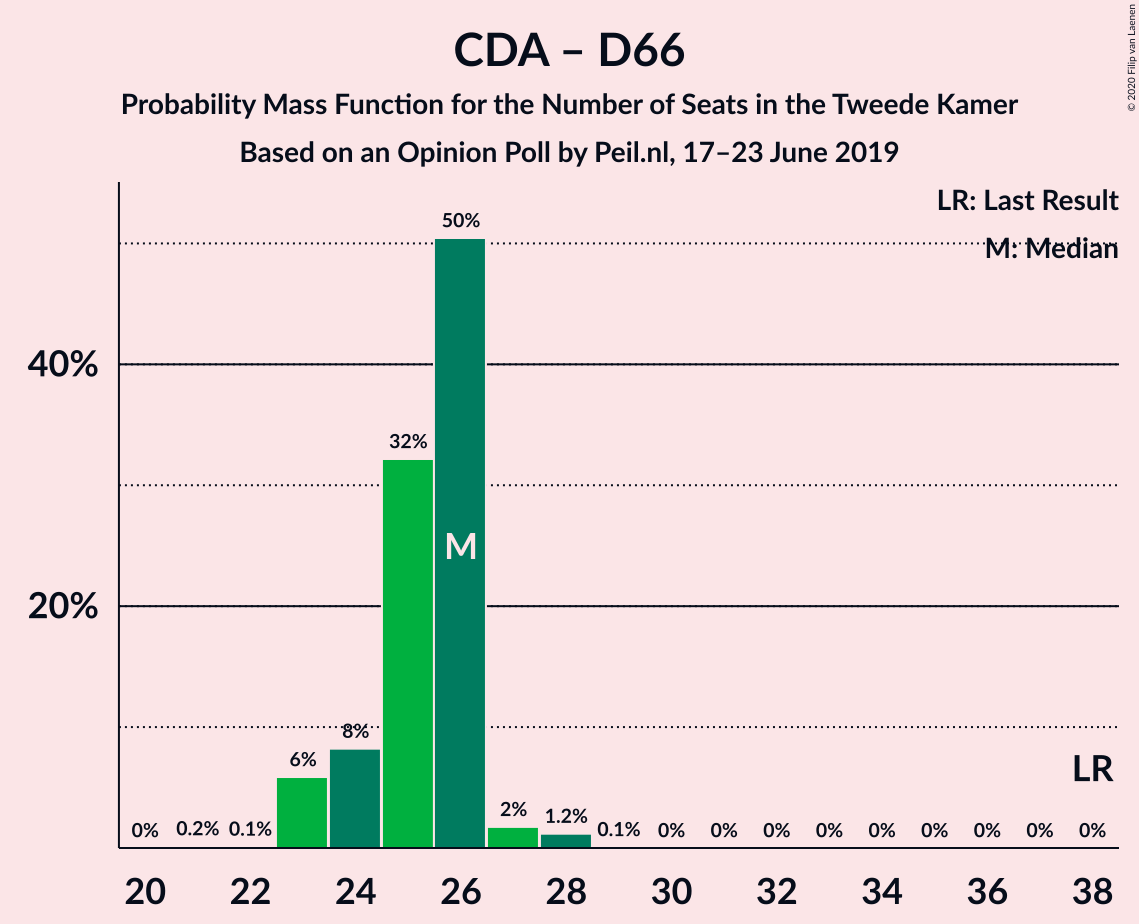 CDA – D66
Probability Mass Function for the Number of Seats in the Tweede Kamer
Based on an Opinion Poll by Peil.nl, 17–23 June 2019
© 2020 Filip van Laenen
LR: Last Result
M: Median
50%
40%
32%
M
20%
8%
6%
LR
0% 0.2% 0.1% 2% 1.2% 0.1% 0% 0% 0% 0% 0% 0% 0% 0% 0%
20 22 24 26 28 30 32 34 36 38